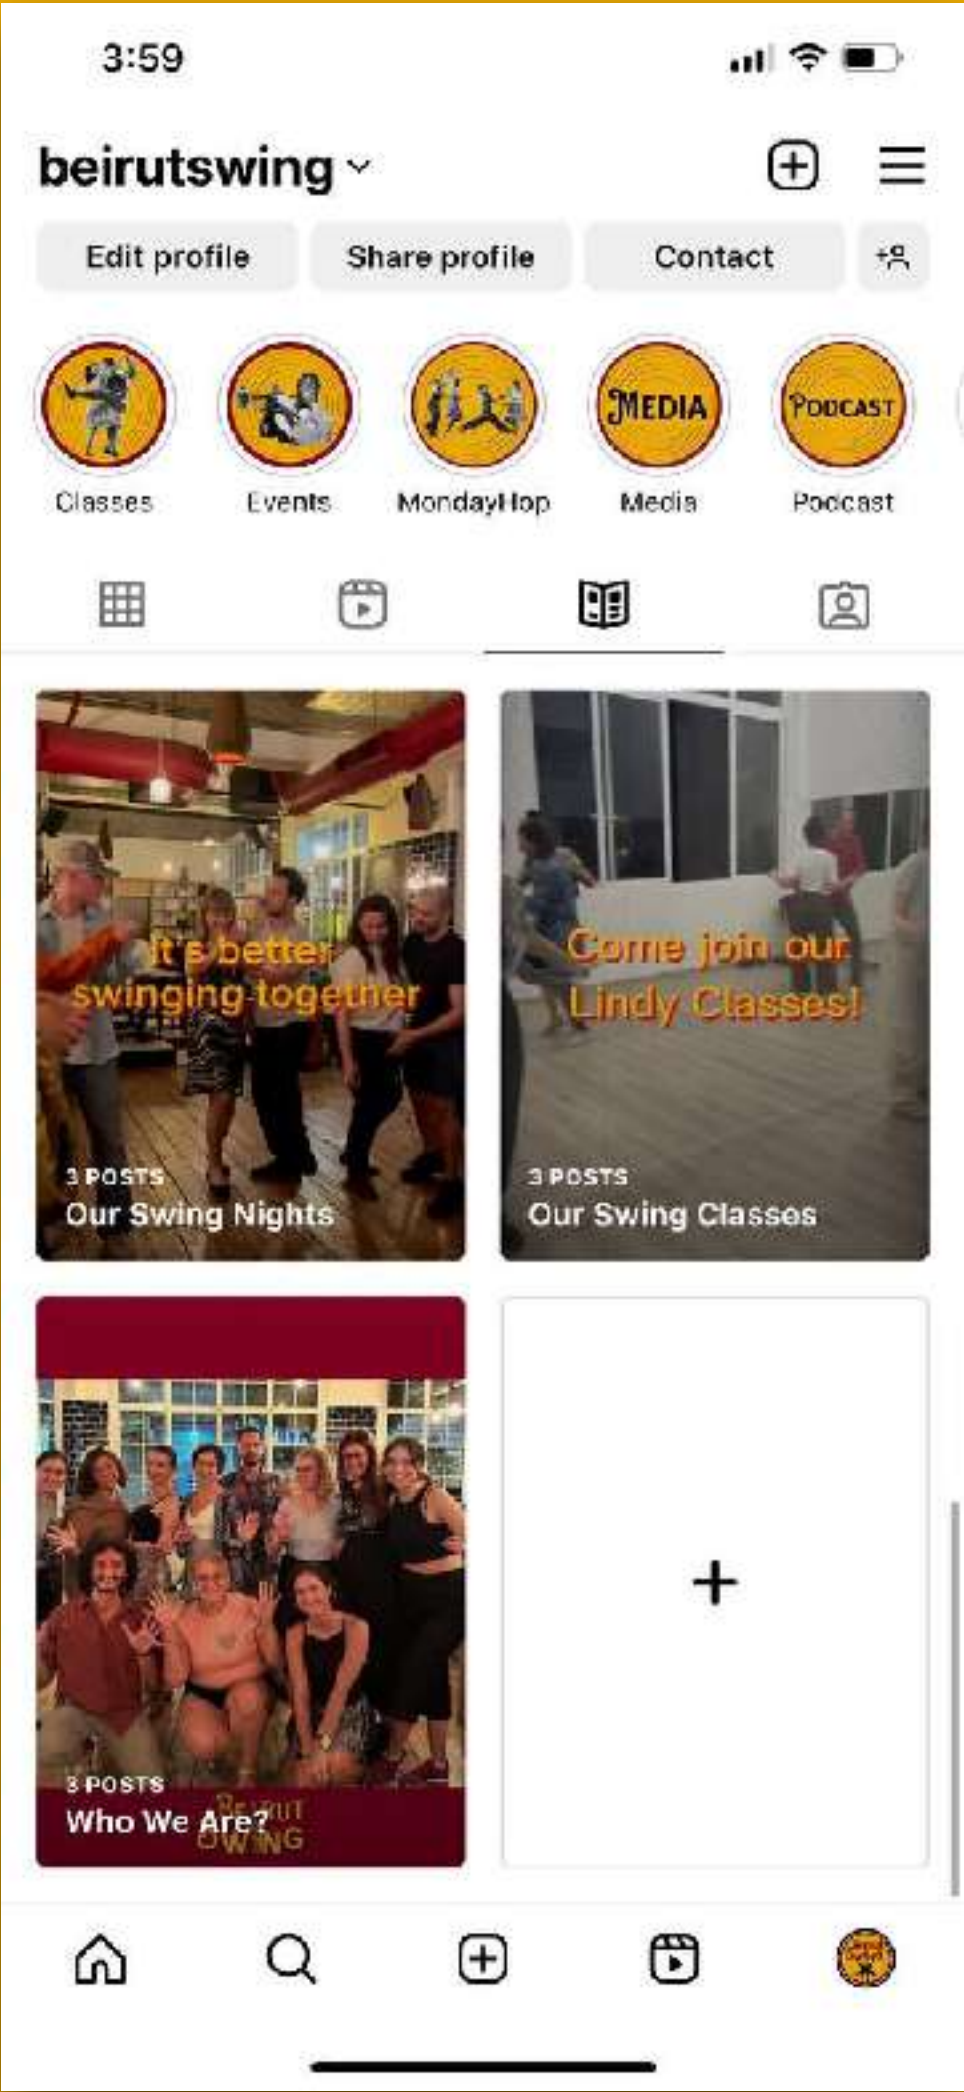 3:59
beirutswing
Edit profile
Share profile
Contact
MEDIA
PODCAST
Classes
Events
MondayHop
Media
Podcast
It's better
swinging together
3 POSTS
Our Swing Nights
Come join our
Lindy Classes!
3 POSTS
Our Swing Classes
3 POSTS
Who We Are?
BEIRUT
SWING